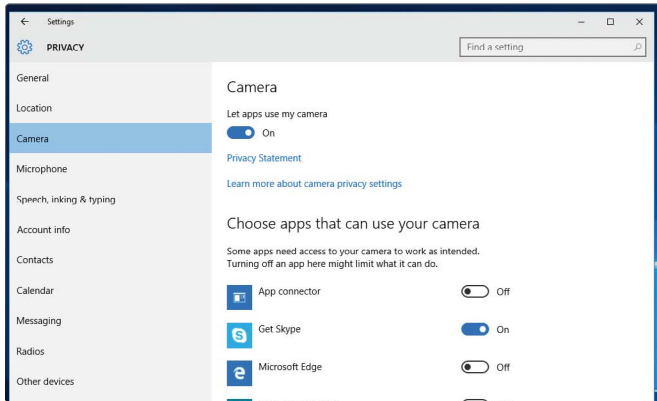 Settings
PRIVACY
Find a setting
General
Location
Camera
Microphone
Speech, inking & typing
Account info
Contacts
Calendar
Messaging
Radios
Other devices
Camera
Let apps use my camera
On
Privacy Statement
Learn more about camera privacy settings
Choose apps that can use your camera
Some apps need access to your camera to work as intended.
Turning off an app here might limit what it can do.
App connector Off
Get Skype On
Microsoft Edge Off